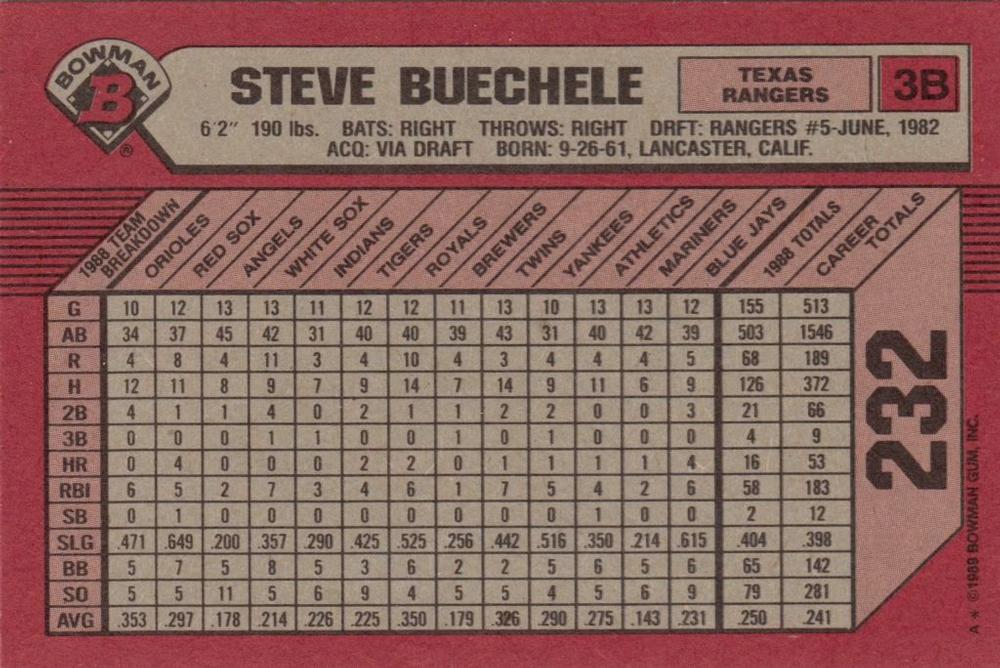 BOWMAN
B
®
STEVE BUECHELE
TEXAS
RANGERS
3B
6'2" 190 lbs. BATS: RIGHT THROWS: RIGHT DRFT: RANGERS #5-JUNE, 1982
ACQ: VIA DRAFT BORN: 9-26-61, LANCASTER, CALIF.
1988 TEAM
BREAKDOWN
ORIOLES
RED SOX
ANGELS
WHITE SOX
INDIANS
TIGERS
ROYALS
BREWERS
TWINS
YANKEES
ATHLETICS
MARINERS
BLUE JAYS
1988 TOTALS
CAREER
TOTALS
G 10 12 13 13 11 12 12 11 13 10 13 13 12 155 513
AB 34 37 45 42 31 40 40 39 43 31 40 42 39 503 1546
R 4 8 4 11 3 4 10 4 3 4 4 4 5 68 189
H 12 11 8 9 7 9 14 7 14 9 11 6 9 126 372
2B 4 1 1 4 0 2 1 1 2 2 0 0 3 21 66
3B 0 0 0 1 1 0 0 1 0 1 0 0 0 4 9
HR 0 4 0 0 0 2 2 0 1 1 1 1 4 16 53
RBI 6 5 2 7 3 4 6 1 7 5 4 2 6 58 183
SB 0 1 0 0 0 0 0 0 0 0 1 0 0 2 12
SLG .471 .649 .200 .357 .290 .425 .525 .256 .442 .516 .350 .214 .615 .404 .398
BB 5 7 5 8 5 3 6 2 2 5 6 5 6 65 142
SO 5 5 11 5 6 9 4 5 5 4 5 6 9 79 281
AVG .353 .297 .178 .214 .226 .225 .350 .179 .326 .290 .275 .143 .231 .250 .241
232
A * ©1989 BOWMAN GUM, INC.